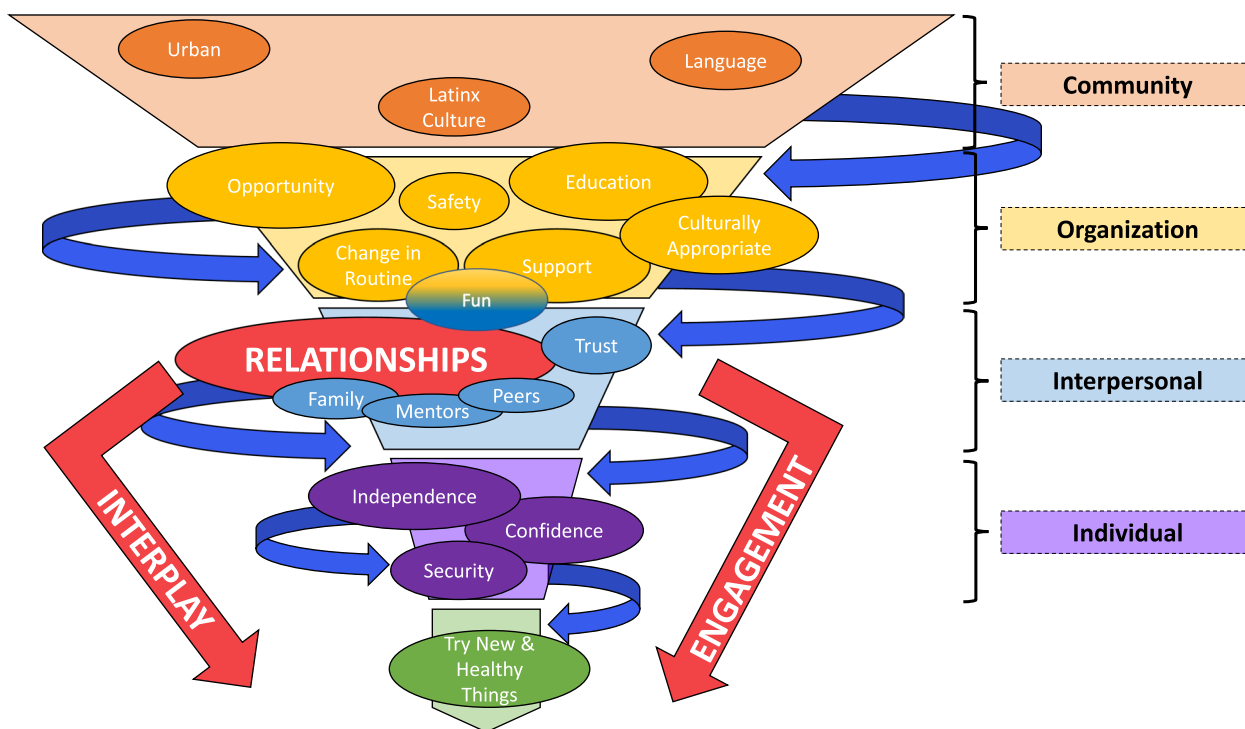 Urban
Language
Latinx
Culture
Community
Opportunity
Safety
Education
Culturally
Appropriate
Change in
Routine
Support
Organization
Fun
RELATIONSHIPS
Trust
Family
Mentors
Peers
Interpersonal
Independence
Confidence
Security
Individual
INTERPLAY
ENGAGEMENT
Try New &
Healthy
Things